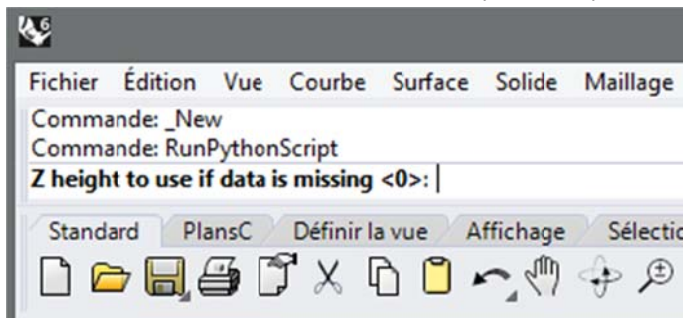 6
Fichier Édition Vue Courbe Surface Solide Maillage
Commande: _New
Commande: RunPythonScript
Z height to use if data is missing <0>:
Standard PlansC Définir la vue Affichage